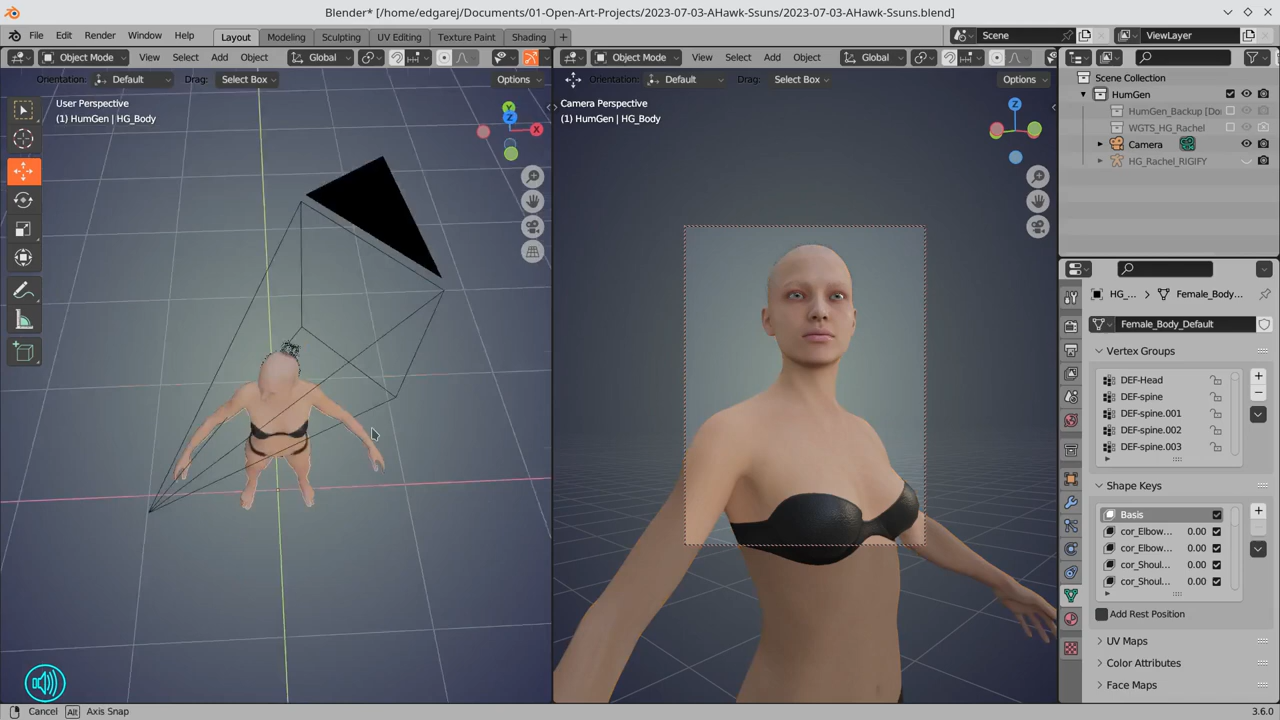 Blender* [/home/edgarej/Documents/01-Open-Art-Projects/2023-07-03-AHawk-Ssuns/2023-07-03-AHawk-Ssuns.blend]
File Edit Render Window Help Layout Modeling Sculpting UV Editing Texture Paint Shading Scene ViewLayer
Object Mode View Select Add Object Global
Object Mode View Select Add Object Global
Orientation: Default Drag: Select Box Options
Orientation: Default Drag: Select Box Options
User Perspective
(1) HumGen | HG_Body
Camera Perspective
(1) HumGen | HG_Body
Y
Z
X
Z
Scene Collection
HumGen
HumGen_Backup [Do
WGTS_HG_Rachel
Camera
HG_Rachel_RIGIFY
HG_... Female_Body...
Female_Body_Default
Vertex Groups
DEF-Head
DEF-spine
DEF-spine.001
DEF-spine.002
DEF-spine.003
Shape Keys
Basis
cor_Elbow... 0.00
cor_Elbow... 0.00
cor_Shoul... 0.00
cor_Shoul... 0.00
Add Rest Position
UV Maps
Color Attributes
Face Maps
Cancel Alt Axis Snap 3.6.0